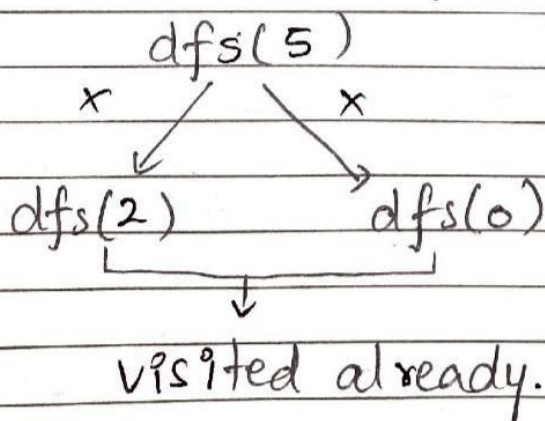 dfs(5)
x x
dfs(2) dfs(0)
visited already.